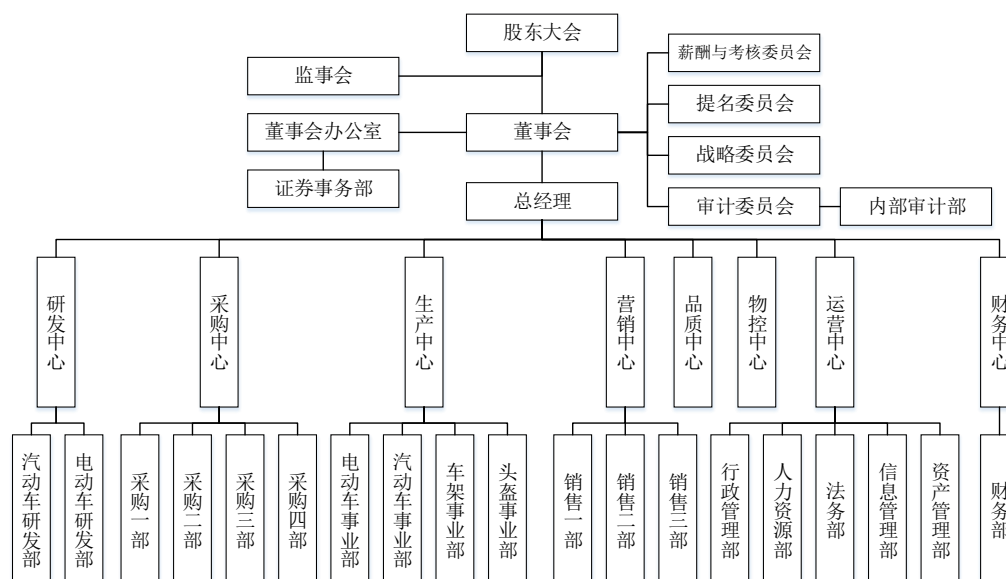 股东大会
监事会
薪酬与考核委员会
提名委员会
董事会办公室
董事会
战略委员会
证券事务部
总经理
审计委员会
内部审计部
研发中心
采购中心
生产中心
营销中心
品质中心
物控中心
运营中心
财务中心
汽动车研发部
电动车研发部
采购一部
采购二部
采购三部
采购四部
电动车事业部
汽动车事业部
车架事业部
头盔事业部
销售一部
销售二部
销售三部
行政管理部
人力资源部
法务部
信息管理部
资产管理部
财务部